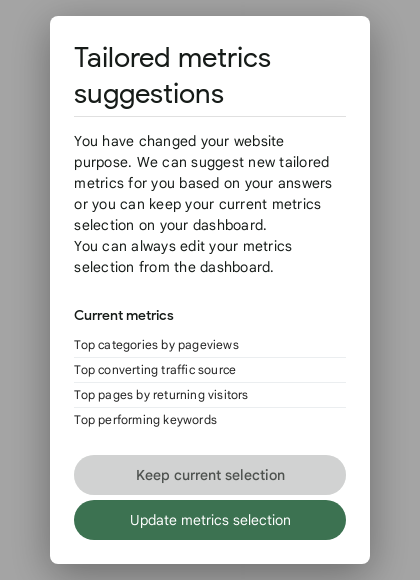 Tailored metrics
suggestions
You have changed your website
purpose. We can suggest new tailored
metrics for you based on your answers
or you can keep your current metrics
selection on your dashboard.
You can always edit your metrics
selection from the dashboard.
Current metrics
Top categories by pageviews
Top converting traffic source
Top pages by returning visitors
Top performing keywords
Keep current selection
Update metrics selection